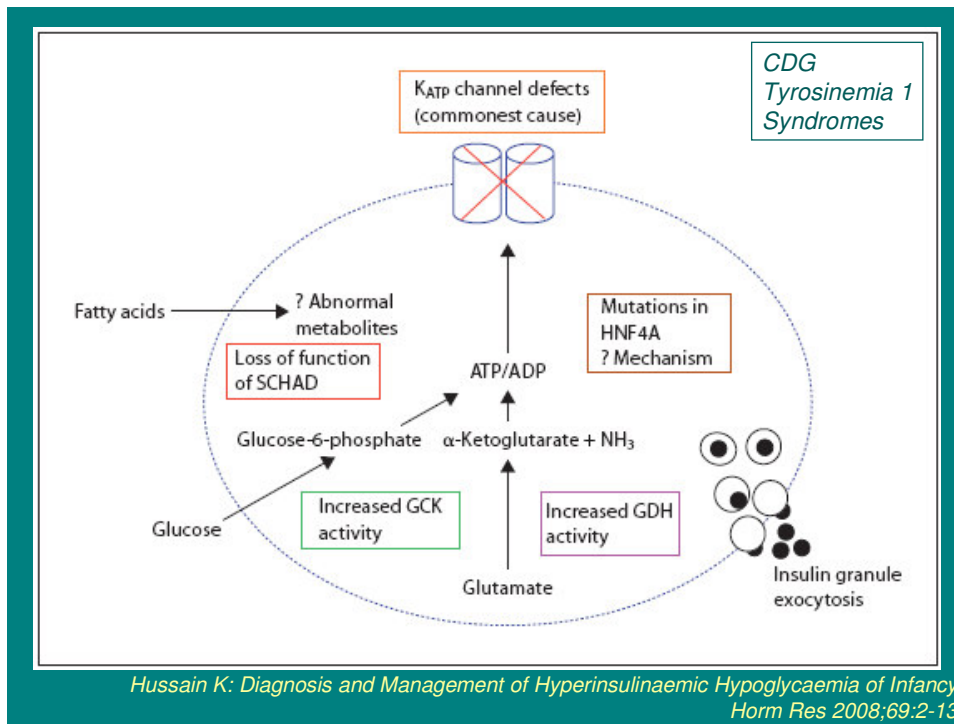 CDG
Tyrosinemia 1
Syndromes
K_ATP channel defects
(commonest cause)
Fatty acids
? Abnormal
metabolites
Loss of function
of SCHAD
Mutations in
HNF4A
? Mechanism
ATP/ADP
Glucose-6-phosphate
α-Ketoglutarate + NH₃
Glucose
Increased GCK
activity
Increased GDH
activity
Glutamate
Insulin granule
exocytosis
Hussain K: Diagnosis and Management of Hyperinsulinaemic Hypoglycaemia of Infancy
Horm Res 2008;69:2-13